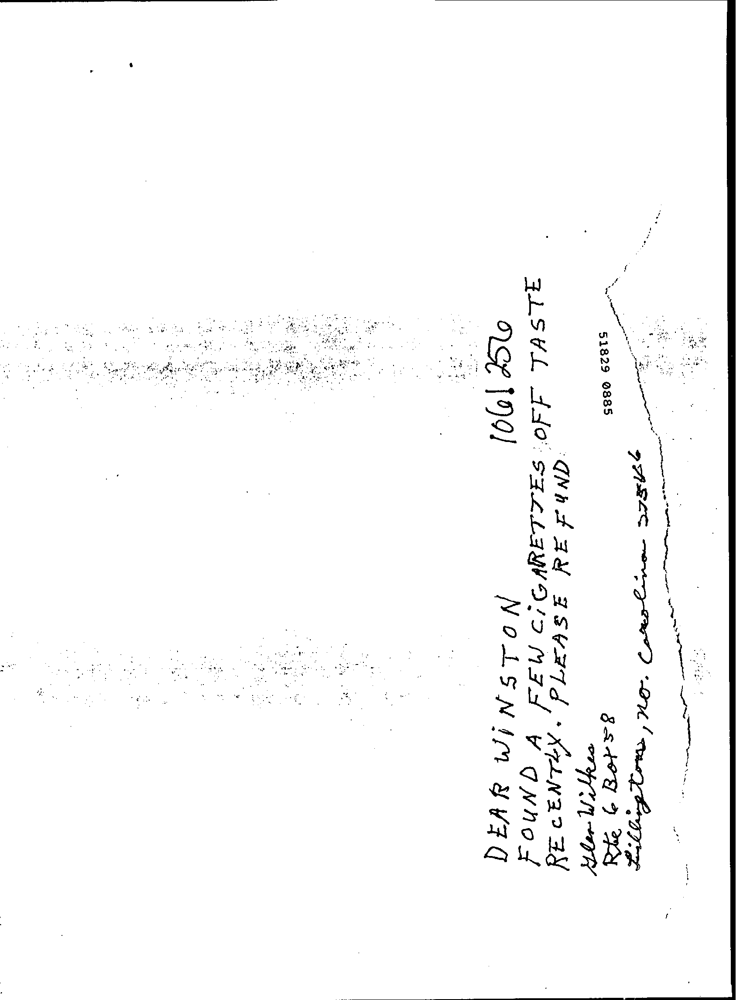 DEAR WINSTON 1061256
FOUND A FEW CIGARETTES OFF TASTE
RECENTLY. PLEASE REFUND
Glen Wilkes
Rte 6 Box 58
Lillington, No. Carolina 27546
51829 0885